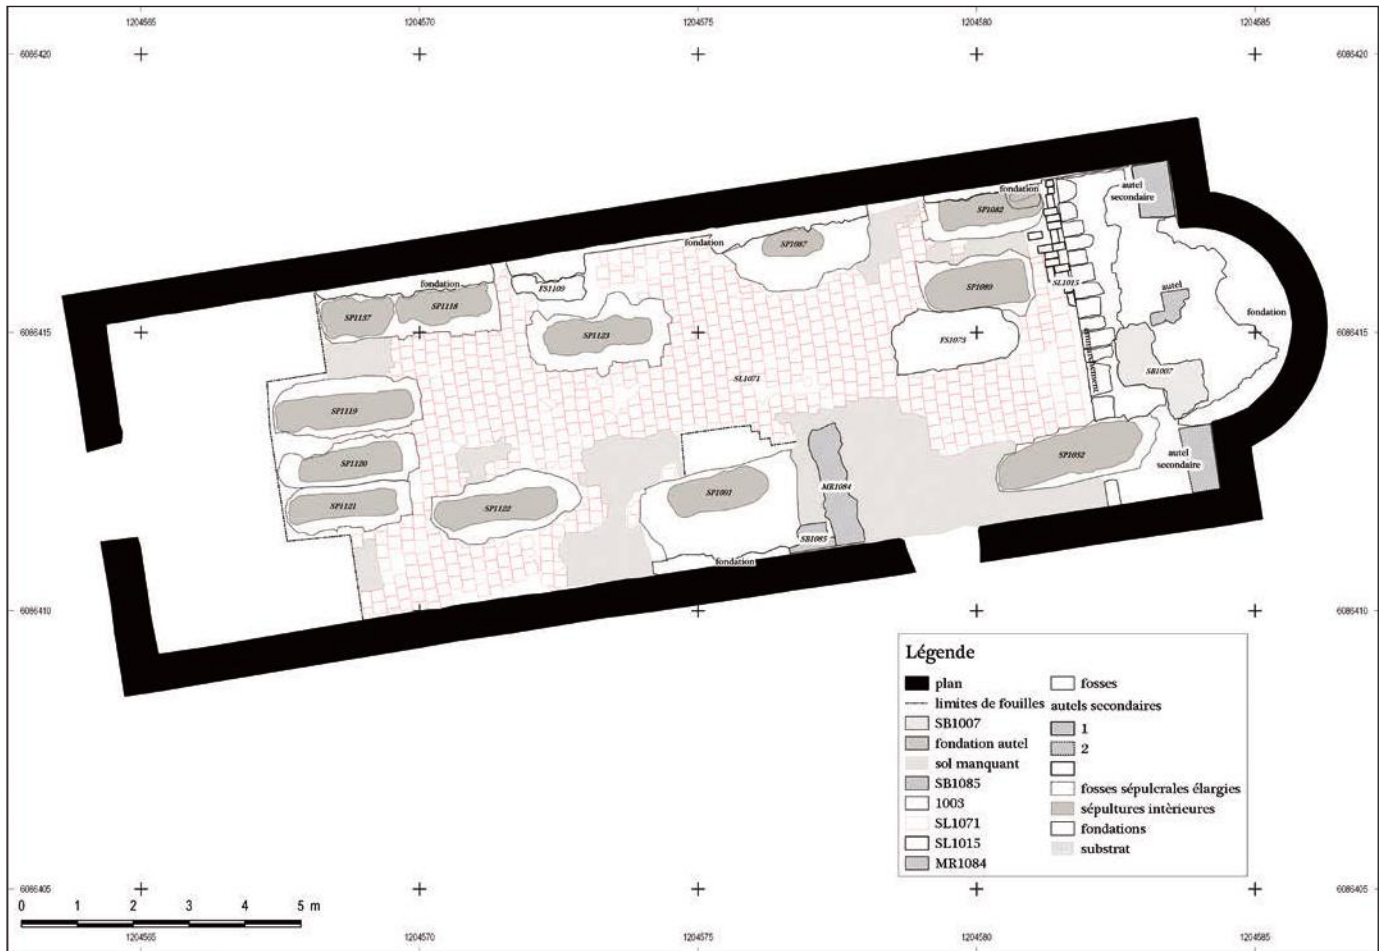 1204565 1204570 1204575 1204580 1204585
6086420 6086420
fondation
SP1082
autel
secondaire
SP1087
fondation
fondation
FS1109
SP1118
SP1137
SP1089
SL1015
autel
fondation
6086415 6086415
SP1123
FS1073
emmarchement
SL1071
SB1007
SP1119
SP1120
SP1052
autel
secondaire
SP1121
SP1122
SP1091
MR1084
SB1085
fondation
6086410 6086410
Légende
plan
limites de fouilles
SB1007
fondation autel
sol manquant
SB1085
1003
SL1071
SL1015
MR1084
fosses
autels secondaires
1
2
fosses sépulcrales élargies
sépultures intèrieures
fondations
substrat
6086405 6086405
0 1 2 3 4 5 m
1204565 1204570 1204575 1204580 1204585